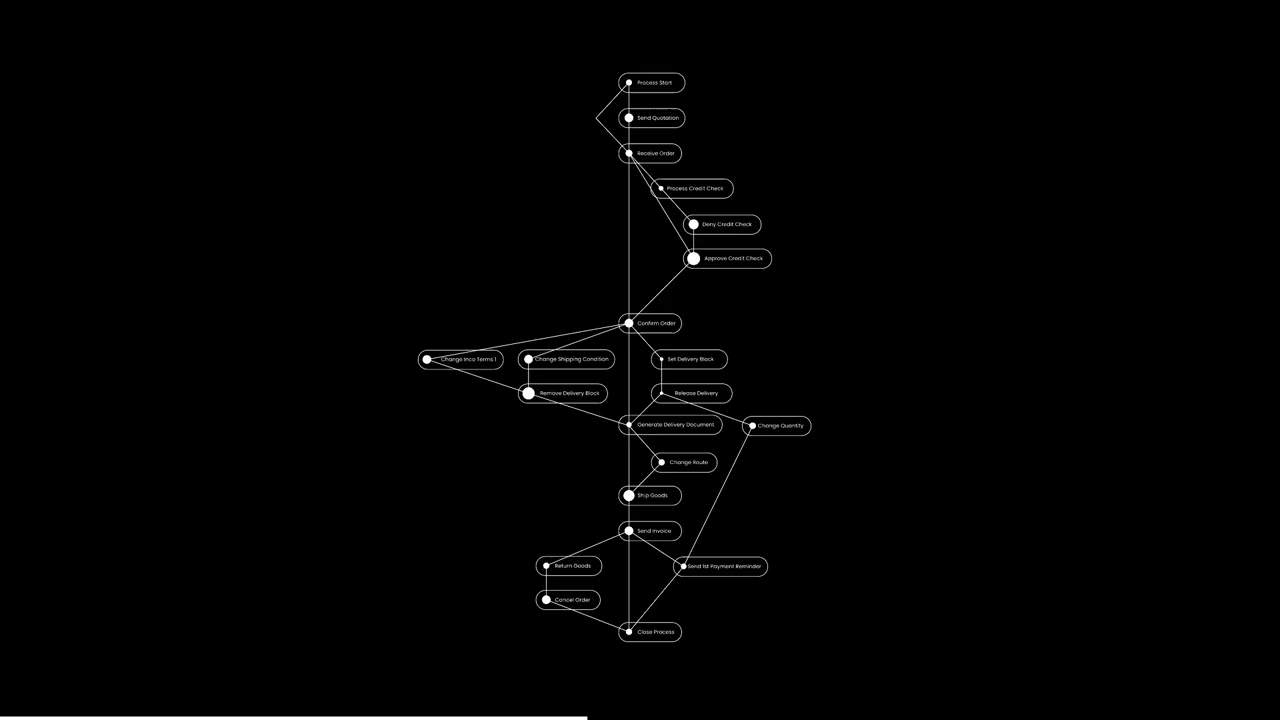 Process Start
Send Quotation
Receive Order
Process Credit Check
Deny Credit Check
Approve Credit Check
Confirm Order
Change Inco Terms 1
Change Shipping Condition
Set Delivery Block
Remove Delivery Block
Release Delivery
Generate Delivery Document
Change Quantity
Change Route
Ship Goods
Send Invoice
Return Goods
Send 1st Payment Reminder
Cancel Order
Close Process